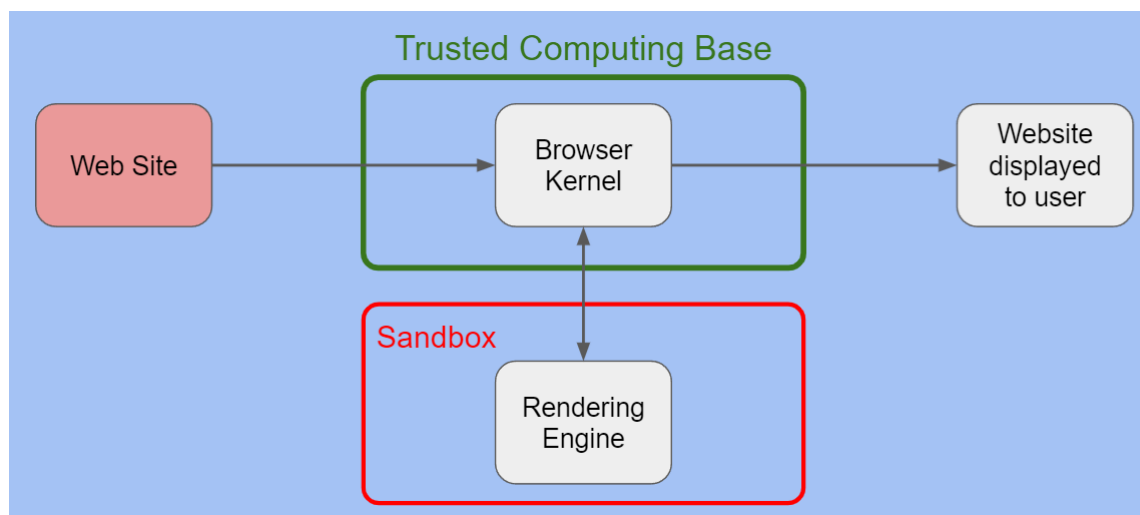 Trusted Computing Base
Web Site
Browser
Kernel
Website
displayed
to user
Sandbox
Rendering
Engine